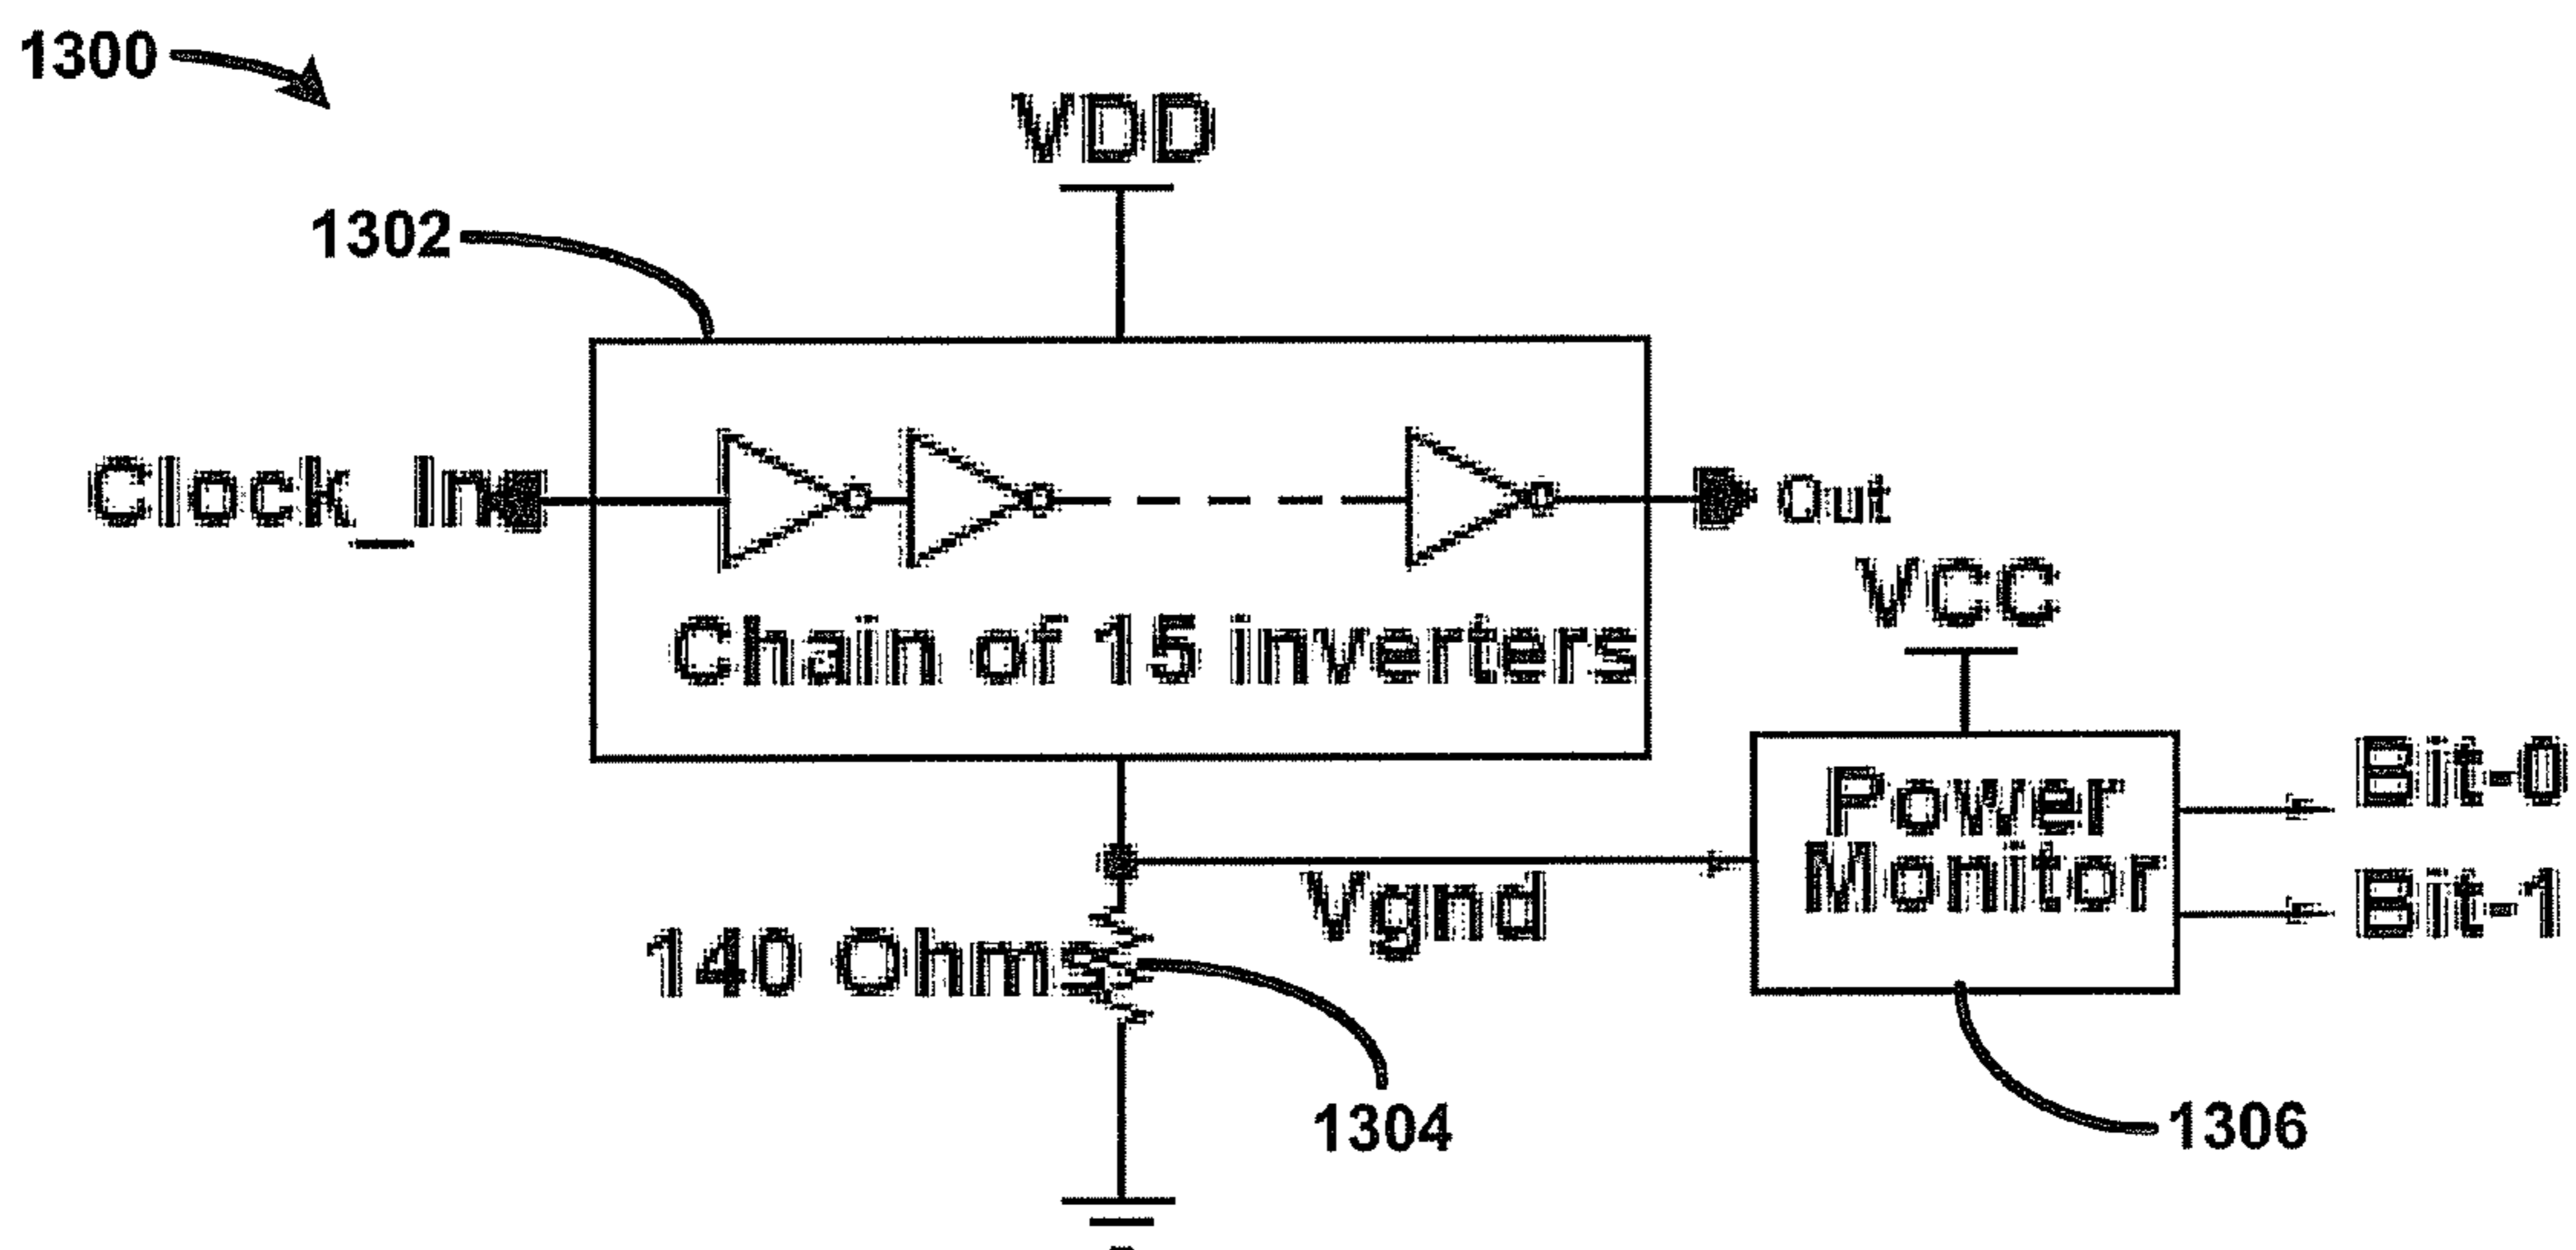 1300
VDD
1302
Clock_In
Out
VCC
Chain of 15 inverters
Power
Monitor
Bit-0
Bit-1
Vgnd
140 Ohms
1304
1306